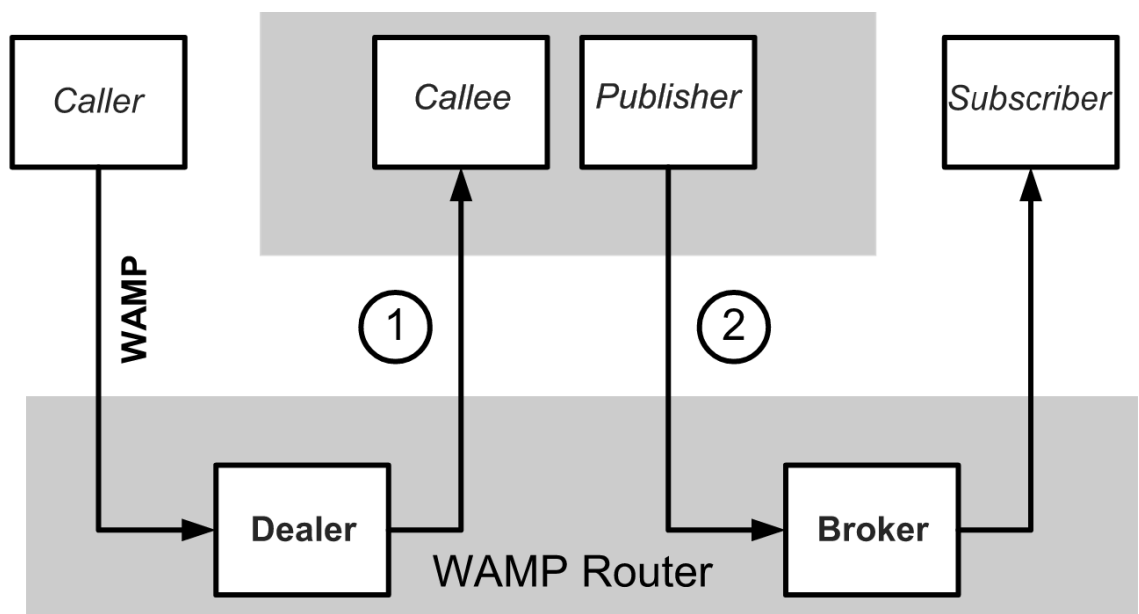 Caller
Callee
Publisher
Subscriber
WAMP
1
2
Dealer
Broker
WAMP Router